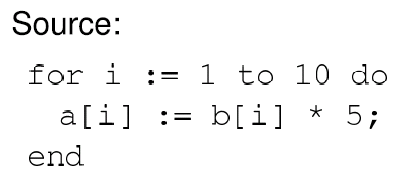 Source:
for i := 1 to 10 do
a[i] := b[i] * 5;
end